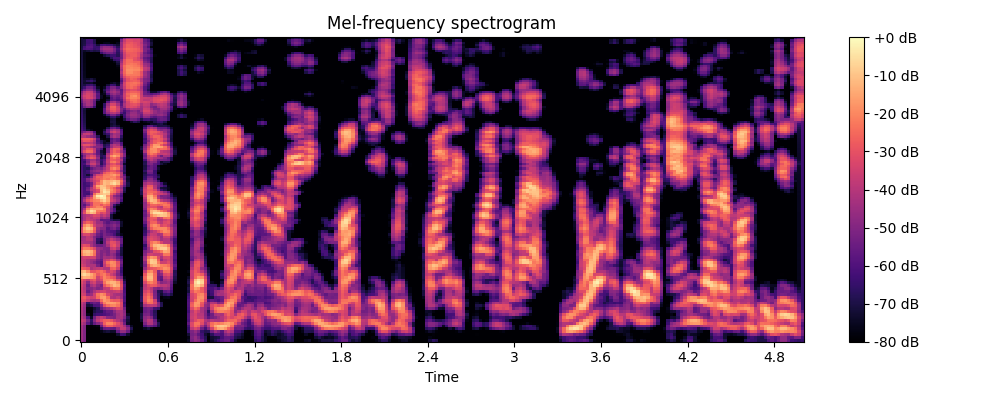 Mel-frequency spectrogram
+0 dB
-10 dB
-20 dB
-30 dB
-40 dB
-50 dB
-60 dB
-70 dB
-80 dB
Hz
4096
2048
1024
512
0
0 0.6 1.2 1.8 2.4 3 3.6 4.2 4.8
Time